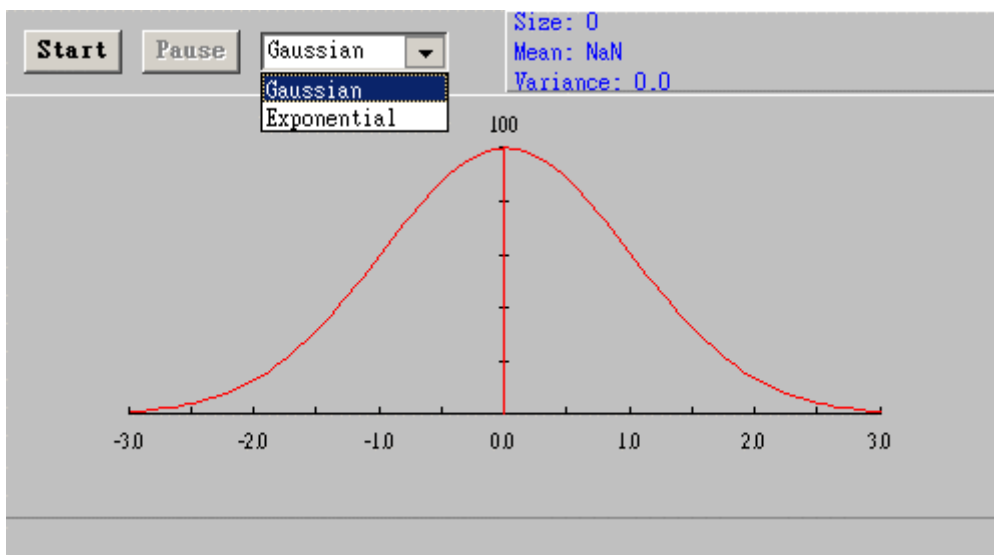 Start Pause Gaussian
Gaussian
Exponential
Size: 0
Mean: NaN
Variance: 0.0
100
-3.0 -2.0 -1.0 0.0 1.0 2.0 3.0